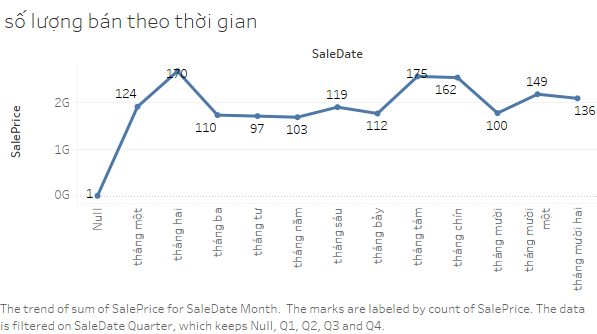 số lượng bán theo thời gian
SaleDate
SalePrice
2G
1G
0G
1
124
170
110
97
103
119
112
175
162
100
149
136
Null
tháng một
tháng hai
tháng ba
tháng tư
tháng năm
tháng sáu
tháng bảy
tháng tám
tháng chín
tháng mười
tháng mười
một
tháng mười hai
The trend of sum of SalePrice for SaleDate Month.  The marks are labeled by count of SalePrice. The data
is filtered on SaleDate Quarter, which keeps Null, Q1, Q2, Q3 and Q4.